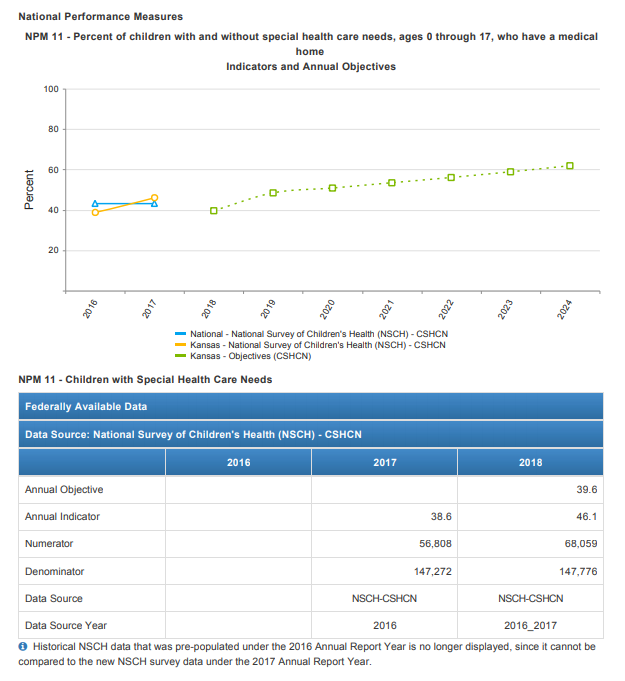 National Performance Measures
NPM 11 - Percent of children with and without special health care needs, ages 0 through 17, who have a medical
home
Indicators and Annual Objectives
100
80
60
40
20
Percent
2016 2017 2018 2019 2020 2021 2022 2023 2024
National - National Survey of Children's Health (NSCH) - CSHCN
Kansas - National Survey of Children's Health (NSCH) - CSHCN
Kansas - Objectives (CSHCN)
NPM 11 - Children with Special Health Care Needs
Federally Available Data
Data Source: National Survey of Children's Health (NSCH) - CSHCN
2016 2017 2018
Annual Objective 39.6
Annual Indicator 38.6 46.1
Numerator 56,808 68,059
Denominator 147,272 147,776
Data Source NSCH-CSHCN NSCH-CSHCN
Data Source Year 2016 2016_2017
Historical NSCH data that was pre-populated under the 2016 Annual Report Year is no longer displayed, since it cannot be
compared to the new NSCH survey data under the 2017 Annual Report Year.